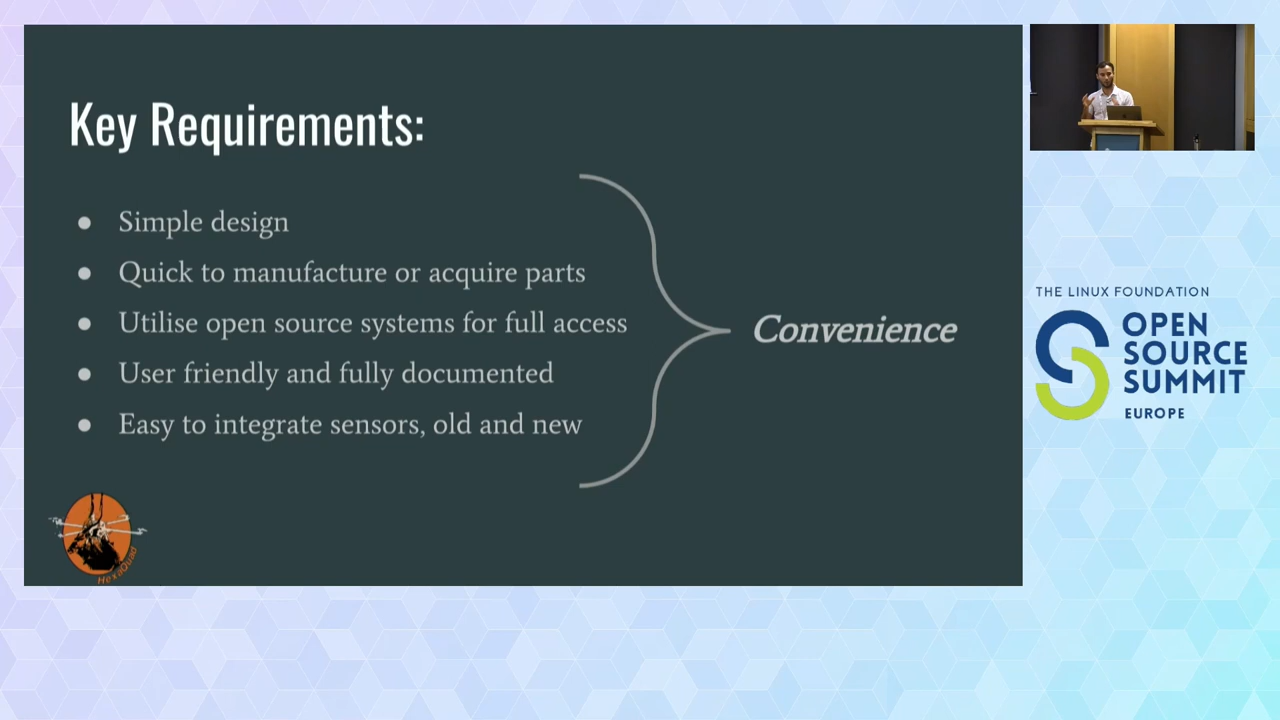 Key Requirements:
● Simple design
● Quick to manufacture or acquire parts
● Utilise open source systems for full access
● User friendly and fully documented
● Easy to integrate sensors, old and new
Convenience
HexaQuad
THE LINUX FOUNDATION
OPEN
SOURCE
SUMMIT
EUROPE